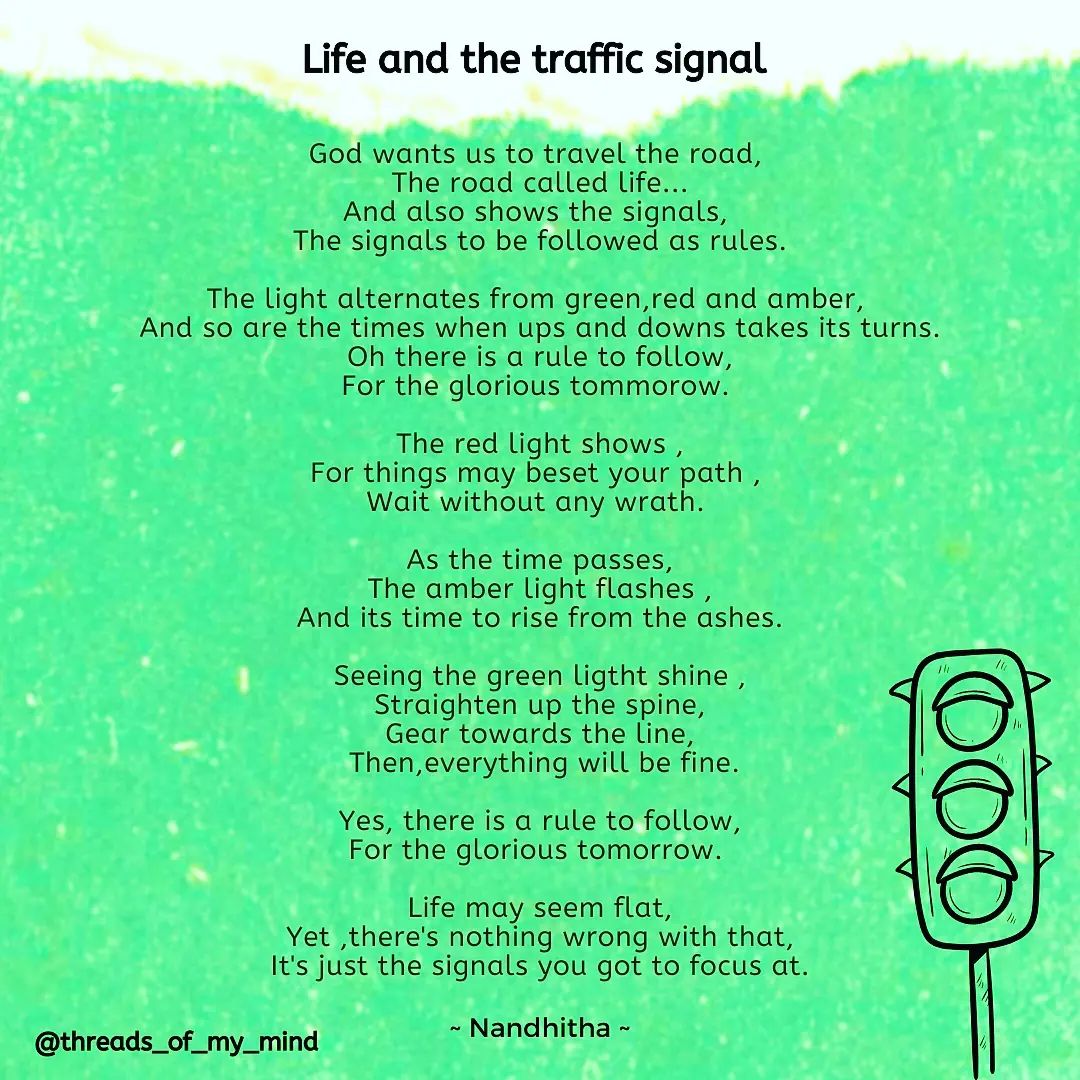 Life and the traffic signal
God wants us to travel the road,
The road called life...
And also shows the signals,
The signals to be followed as rules.
The light alternates from green,red and amber,
And so are the times when ups and downs takes its turns.
Oh there is a rule to follow,
For the glorious tommorow.
The red light shows ,
For things may beset your path ,
Wait without any wrath.
As the time passes,
The amber light flashes ,
And its time to rise from the ashes.
Seeing the green ligtht shine ,
Straighten up the spine,
Gear towards the line,
Then,everything will be fine.
Yes, there is a rule to follow,
For the glorious tomorrow.
Life may seem flat,
Yet ,there's nothing wrong with that,
It's just the signals you got to focus at.
~ Nandhitha ~
@threads_of_my_mind